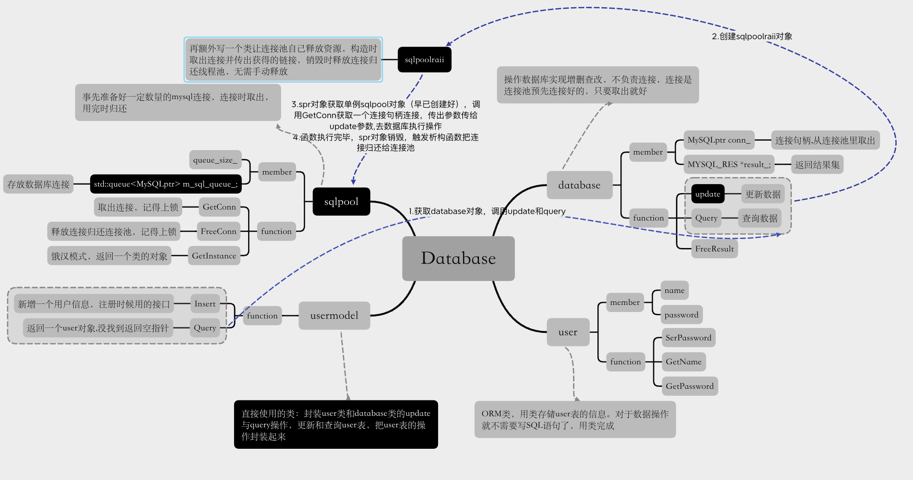 再额外写一个类让连接池自己释放资源、构造时
取出连接并传出获得的链接、销毁时释放连接归
还线程池、无需手动释放
sqlpoolraii
2.创建sqlpoolraii对象
事先准备好一定数量的mysql连接、连接时取出、
用完时归还
3.spr对象获取单例sqlpool对象（早已创建好），调
用GetConn获取一个连接句柄连接，传出参数传给
update参数,去数据库执行操作
4.函数执行完毕，spr对象销毁，触发析构函数把连
接归还给连接池
操作数据库实现增删查改、不负责连接、连接是
连接池预先连接好的、只要取出就好
queue_size_
member
存放数据库连接
std::queue<MySQLptr> m_sql_queue_;
sqlpool
取出连接、记得上锁
GetConn
释放连接归还连接池、记得上锁
FreeConn
function
饿汉模式、返回一个类的对象
GetInstance
1.获取database对象，调用update和query
database
member
MySQLptr conn_
连接句柄,从连接池里取出
MYSQL_RES *result_;
返回结果集
function
update
更新数据
Query
查询数据
FreeResult
Database
新增一个用户信息、注册时候用的接口
Insert
返回一个user对象,没找到返回空指针
Query
function
usermodel
user
member
name
password
function
SerPassword
GetName
GetPassword
直接使用的类：封装user类和database类的update
与query操作、更新和查询user表、把user表的操
作封装起来
ORM类、用类存储user表的信息、对于数据操作
就不需要写SQL语句了、用类完成